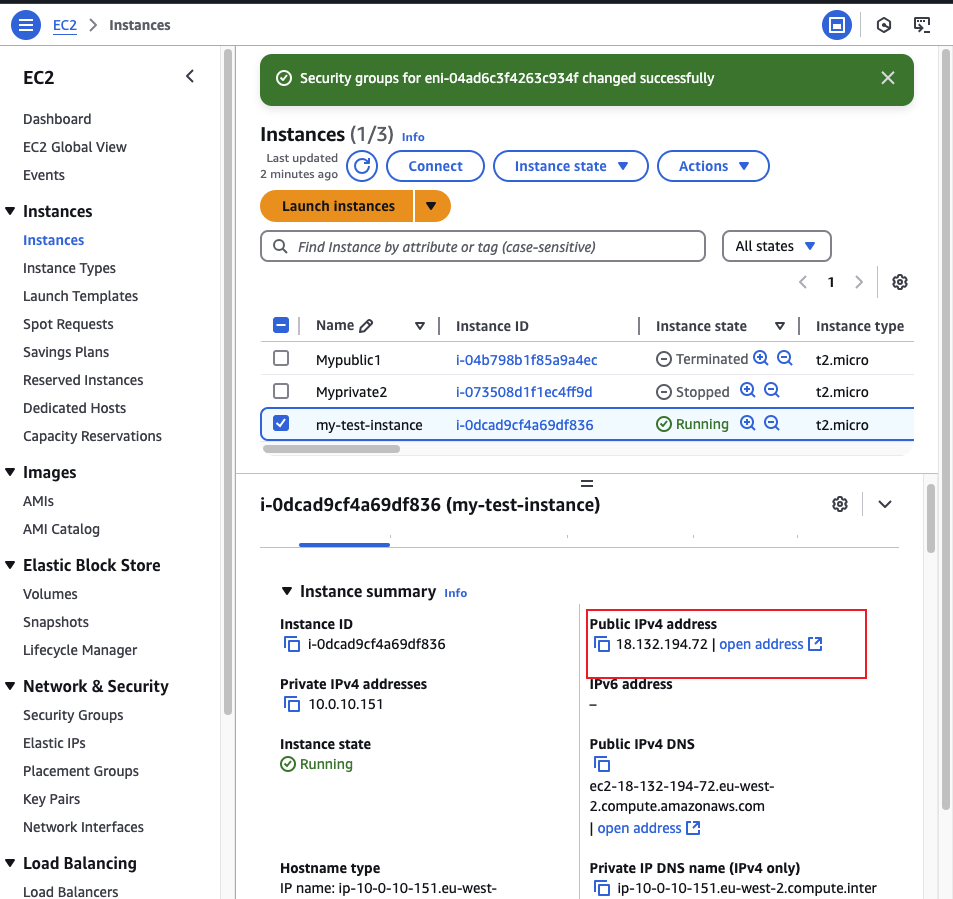 EC2 > Instances
EC2
Dashboard
EC2 Global View
Events
Instances
Instances
Instance Types
Launch Templates
Spot Requests
Savings Plans
Reserved Instances
Dedicated Hosts
Capacity Reservations
Images
AMIs
AMI Catalog
Elastic Block Store
Volumes
Snapshots
Lifecycle Manager
Network & Security
Security Groups
Elastic IPs
Placement Groups
Key Pairs
Network Interfaces
Load Balancing
Load Balancers
Security groups for eni-04ad6c3f4263c934f changed successfully
Instances (1/3) Info
Last updated
2 minutes ago
Connect
Instance state
Actions
Launch instances
Find Instance by attribute or tag (case-sensitive)
All states
1
Name Instance ID Instance state Instance type
Mypublic1 i-04b798b1f85a9a4ec Terminated t2.micro
Myprivate2 i-073508d1f1ec4ff9d Stopped t2.micro
my-test-instance i-0dcad9cf4a69df836 Running t2.micro
i-0dcad9cf4a69df836 (my-test-instance)
Instance summary Info
Instance ID
i-0dcad9cf4a69df836
Public IPv4 address
18.132.194.72 | open address
Private IPv4 addresses
10.0.10.151
IPv6 address
–
Instance state
Running
Public IPv4 DNS
ec2-18-132-194-72.eu-west-
2.compute.amazonaws.com
| open address
Hostname type
IP name: ip-10-0-10-151.eu-west-
Private IP DNS name (IPv4 only)
ip-10-0-10-151.eu-west-2.compute.inter